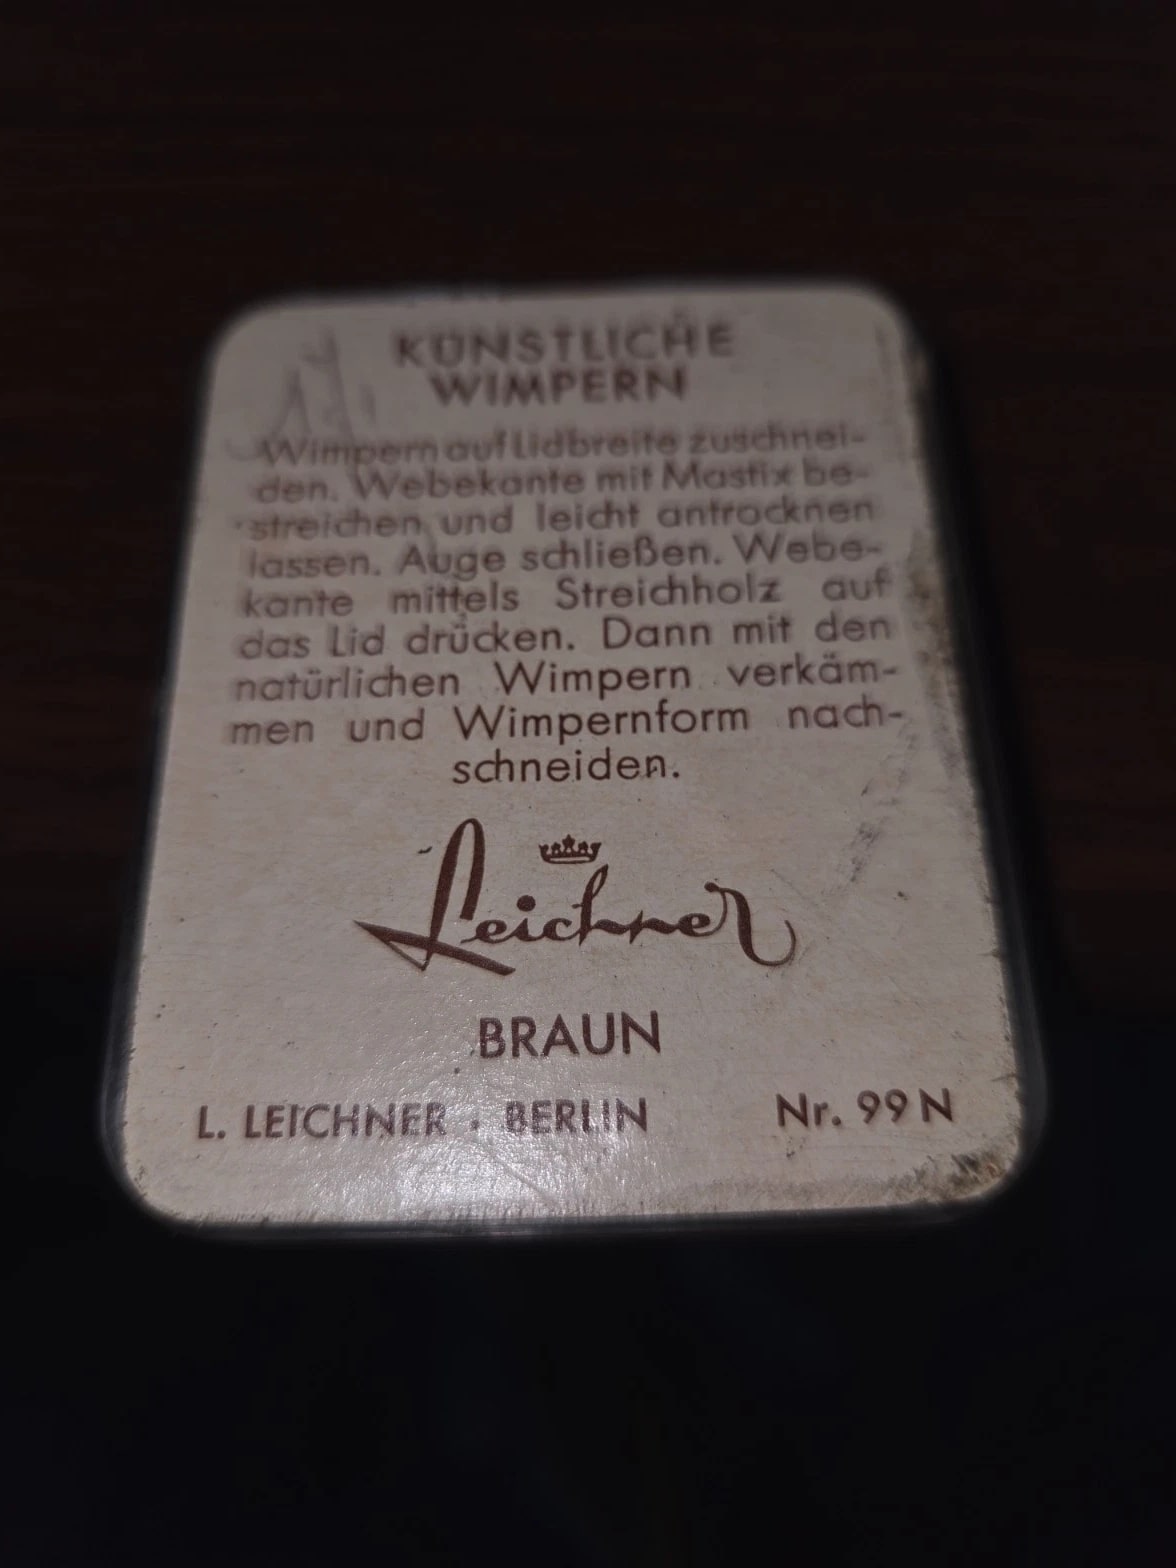 KÜNSTLICHE
WIMPERN
Wimpern auf Lidbreite zuschnei-
den. Webekante mit Mastix be-
streichen und leicht antrocknen
lassen. Auge schließen. Webe-
kante mittels Streichholz auf
das Lid drücken. Dann mit den
natürlichen Wimpern verkäm-
men und Wimpernform nach-
schneiden.
Leichner
BRAUN
L. LEICHNER · BERLIN Nr. 99 N